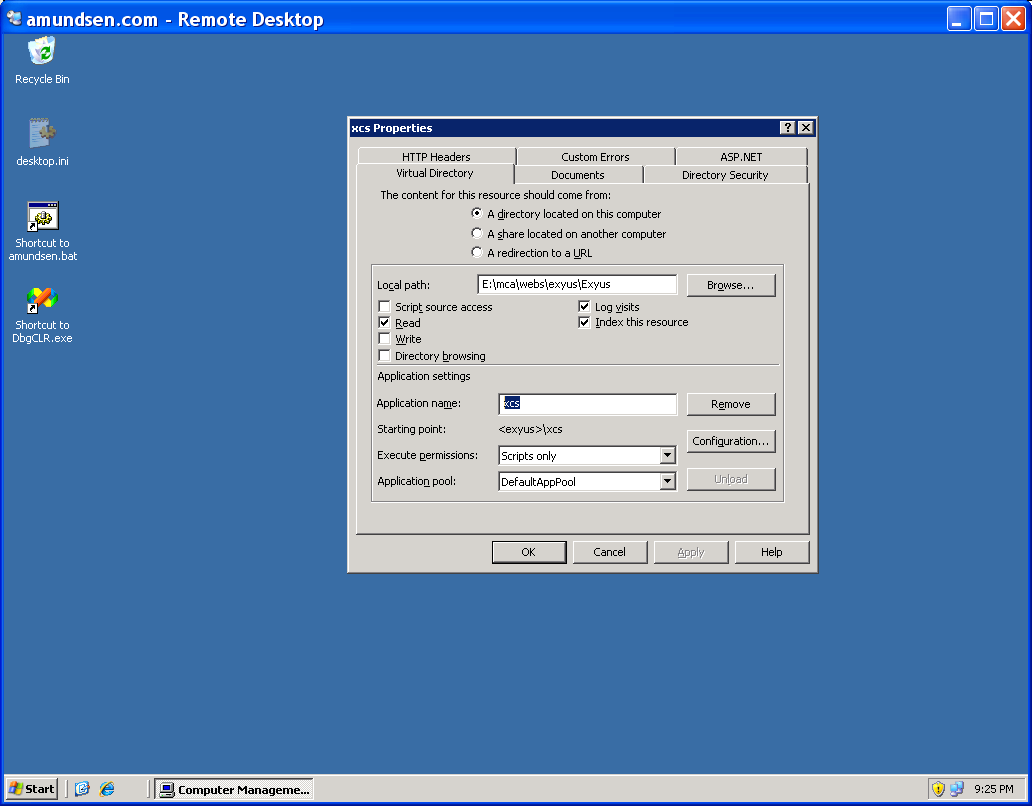 amundsen.com - Remote Desktop
Recycle Bin
desktop.ini
Shortcut to
amundsen.bat
Shortcut to
DbgCLR.exe
xcs Properties
HTTP Headers Custom Errors ASP.NET
Virtual Directory Documents Directory Security
The content for this resource should come from:
A directory located on this computer
A share located on another computer
A redirection to a URL
Local path: E:\mca\webs\exyus\Exyus Browse...
Script source access Log visits
Read Index this resource
Write
Directory browsing
Application settings
Application name: xcs Remove
Starting point: <exyus>\xcs
Configuration...
Execute permissions: Scripts only
Application pool: DefaultAppPool Unload
OK Cancel Apply Help
Start Computer Manageme... 9:25 PM